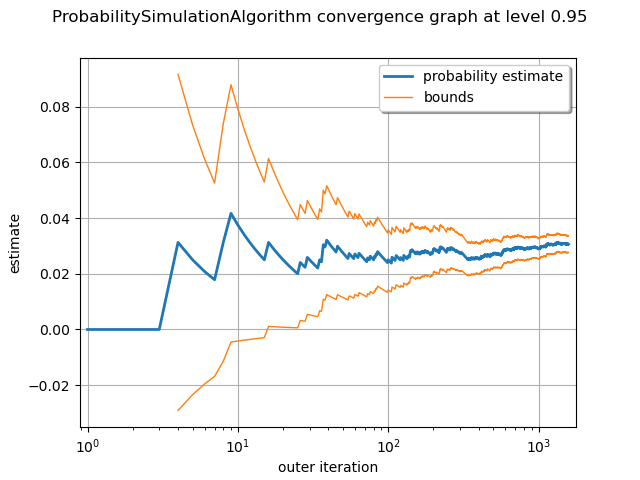 ProbabilitySimulationAlgorithm convergence graph at level 0.95
probability estimate
bounds
0.08
0.06
0.04
0.02
0.00
−0.02
estimate
10⁰
10¹
10²
10³
outer iteration